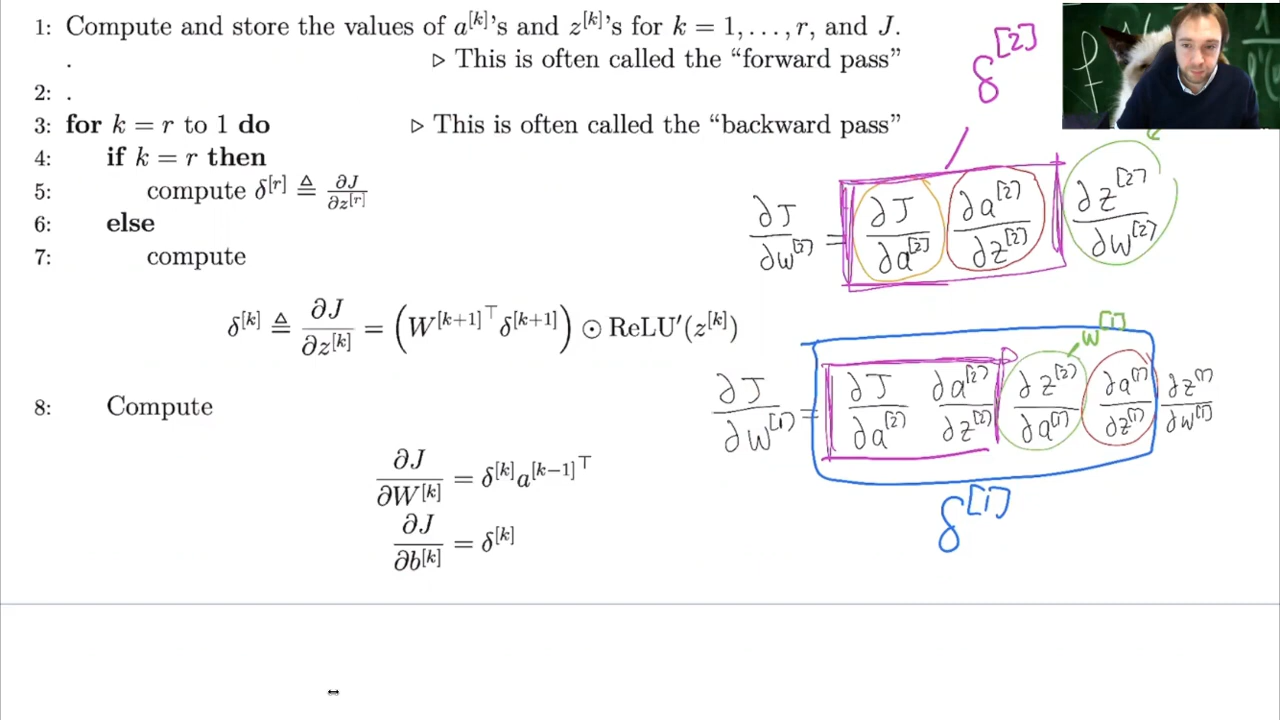 1: Compute and store the values of a^[k]'s and z^[k]'s for k = 1, . . . , r, and J.
.
▷ This is often called the “forward pass”
2: .
3: for k = r to 1 do ▷ This is often called the “backward pass”
4: if k = r then
5: compute δ^[r] ≜ ∂J/∂z^[r]
6: else
7: compute
δ^[k] ≜ ∂J/∂z^[k] = (W^[k+1]⊤ δ^[k+1]) ⊙ ReLU′(z^[k])
8: Compute
∂J/∂W^[k] = δ^[k] a^[k−1]⊤
∂J/∂b^[k] = δ^[k]
δ^[2]
∂J/∂w^[2] = ∂J/∂a^[2] ∂a^[2]/∂z^[2] ∂z^[2]/∂w^[2]
w^[1]
∂J/∂w^[1] = ∂J/∂a^[2] ∂a^[2]/∂z^[2] ∂z^[2]/∂a^[1] ∂a^[1]/∂z^[1] ∂z^[1]/∂w^[1]
δ^[1]